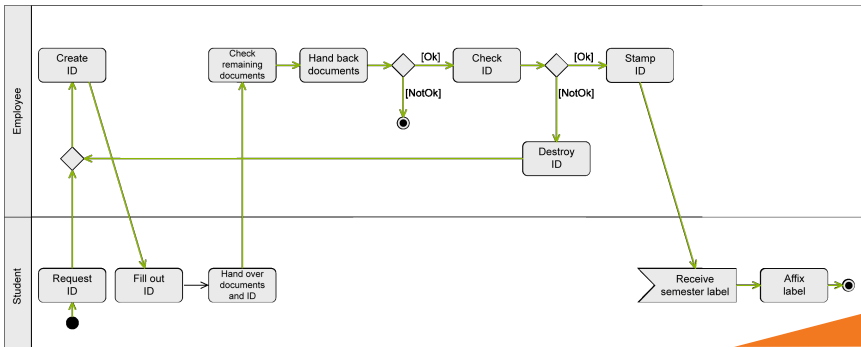 Employee
Create
ID
Check
remaining
documents
Hand back
documents
[Ok]
[NotOk]
Check
ID
[Ok]
[NotOk]
Stamp
ID
Destroy
ID
Student
Request
ID
Fill out
ID
Hand over
documents
and ID
Receive
semester label
Affix
label